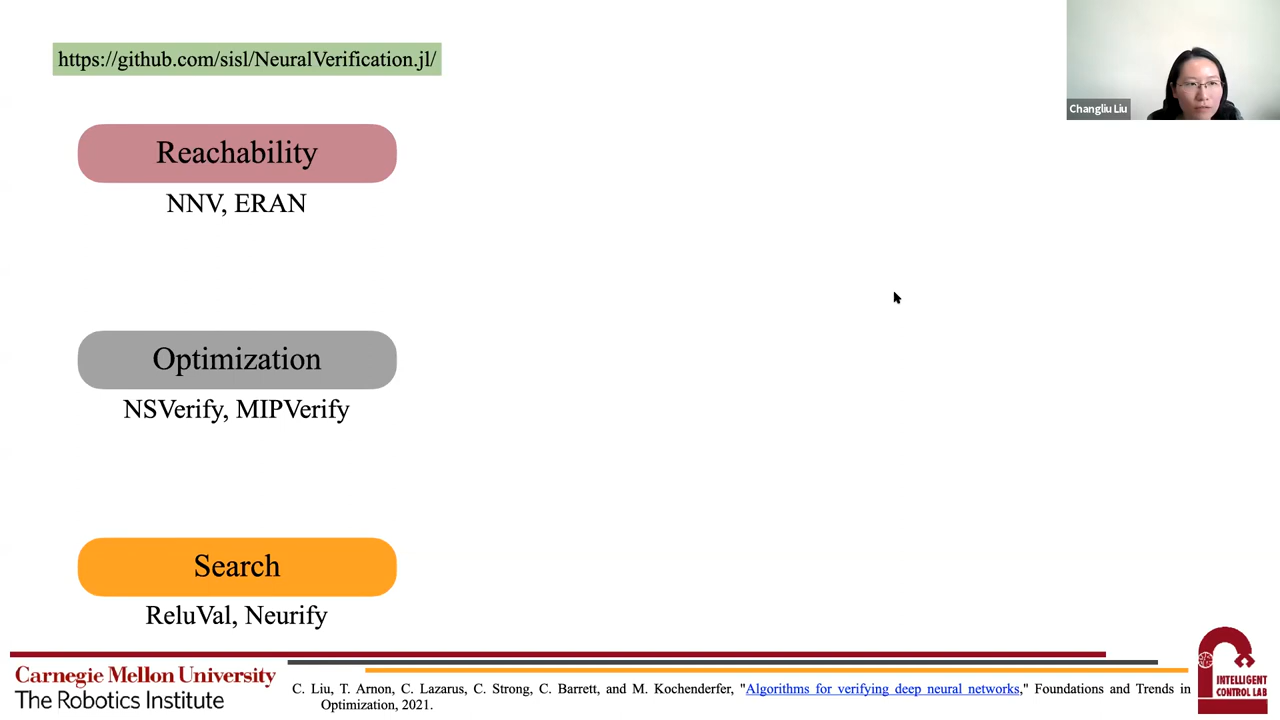 https://github.com/sisl/NeuralVerification.jl/
Changliu Liu
Reachability
NNV, ERAN
Optimization
NSVerify, MIPVerify
Search
ReluVal, Neurify
Carnegie Mellon University
The Robotics Institute
C. Liu, T. Arnon, C. Lazarus, C. Strong, C. Barrett, and M. Kochenderfer, "Algorithms for verifying deep neural networks," Foundations and Trends in
Optimization, 2021.
INTELLIGENT
CONTROL LAB